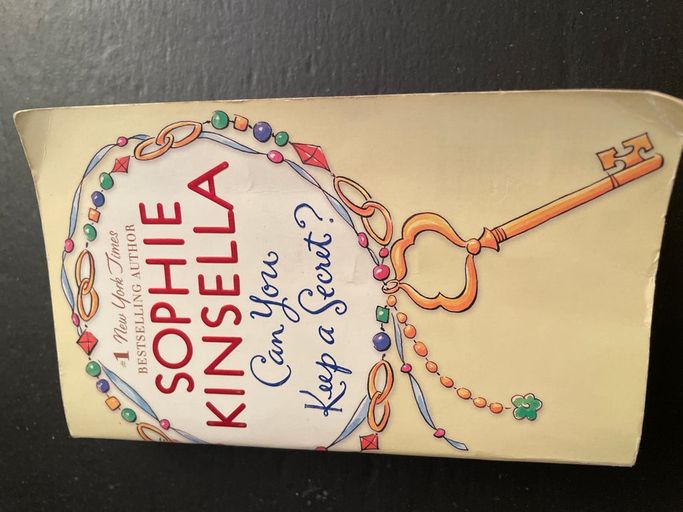 #1 New York Times
BESTSELLING AUTHOR
SOPHIE
KINSELLA
Can You
Keep a Secret?